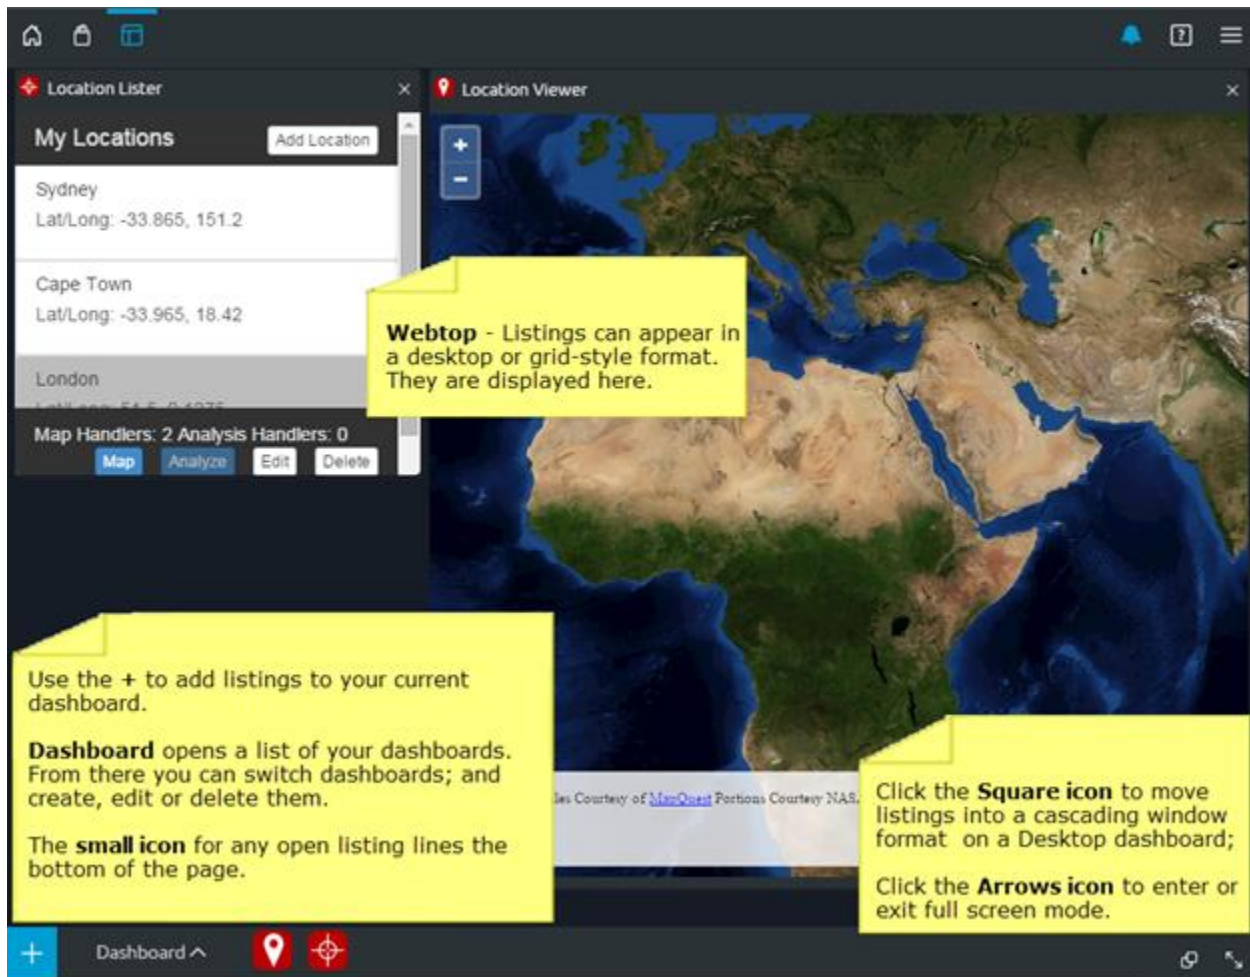 Location Lister
Location Viewer
My Locations
Add Location
Sydney
Lat/Long: -33.865, 151.2
Cape Town
Lat/Long: -33.965, 18.42
London
Map Handlers: 2 Analysis Handlers: 0
Map Analyze Edit Delete
Webtop - Listings can appear in
a desktop or grid-style format.
They are displayed here.
Use the + to add listings to your current
dashboard.
Dashboard opens a list of your dashboards.
From there you can switch dashboards; and
create, edit or delete them.
The small icon for any open listing lines the
bottom of the page.
Courtesy of MapQuest Portions Courtesy NAS
Click the Square icon to move
listings into a cascading window
format on a Desktop dashboard;
Click the Arrows icon to enter or
exit full screen mode.
Dashboard